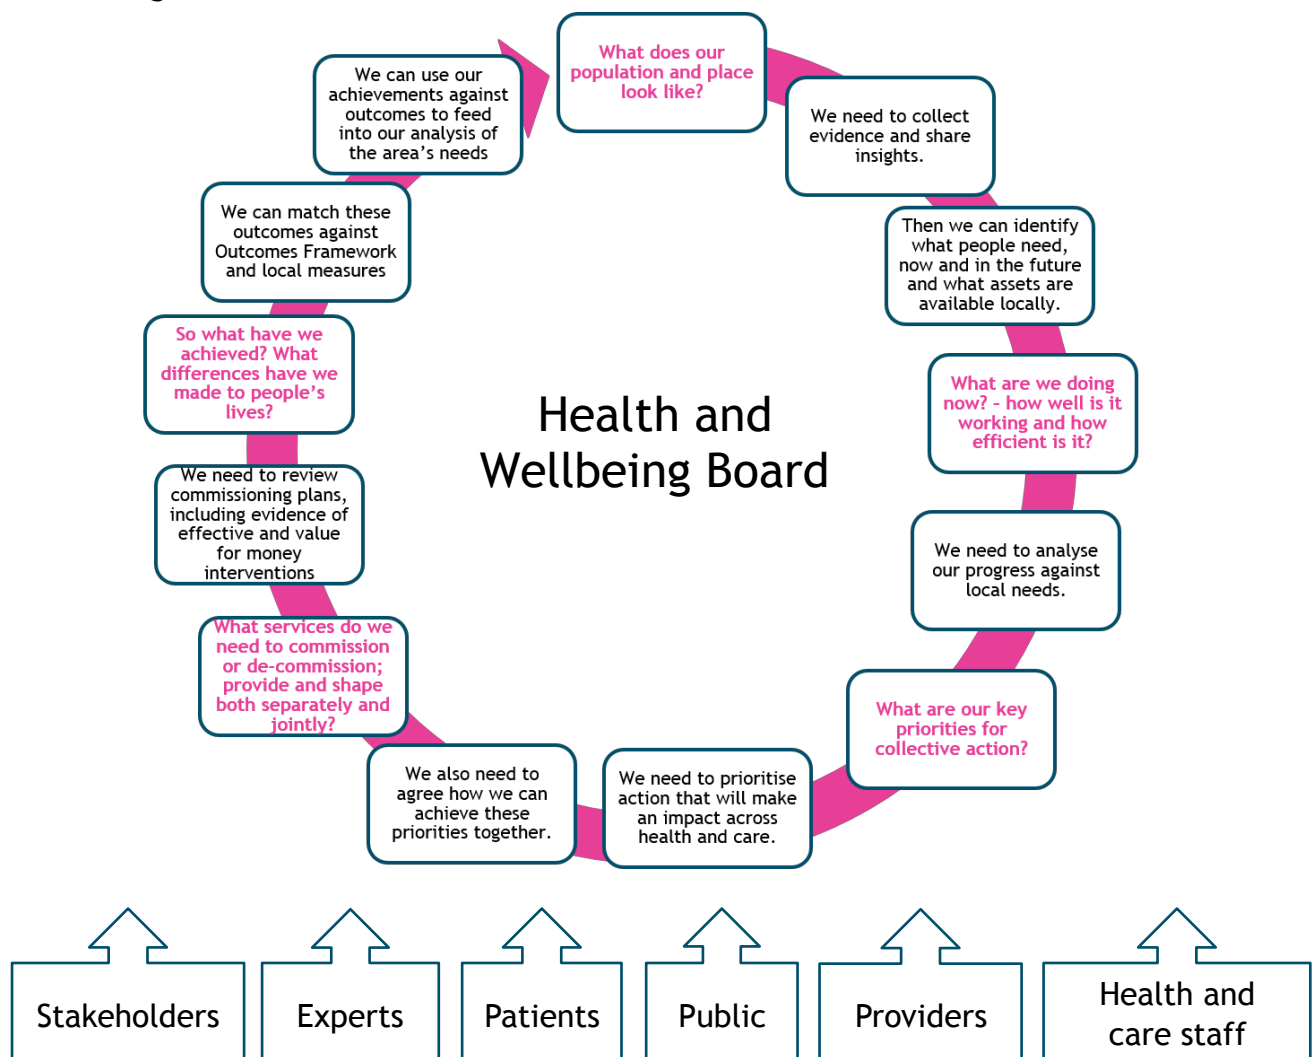 What does our
population and place
look like?
We need to collect
evidence and share
insights.
Then we can identify
what people need,
now and in the future
and what assets are
available locally.
What are we doing
now? – how well is it
working and how
efficient is it?
We need to analyse
our progress against
local needs.
What are our key
priorities for
collective action?
We need to prioritise
action that will make
an impact across
health and care.
We also need to
agree how we can
achieve these
priorities together.
What services do we
need to commission
or de-commission;
provide and shape
both separately and
jointly?
We need to review
commissioning plans,
including evidence of
effective and value
for money
interventions
So what have we
achieved? What
differences have we
made to people’s
lives?
We can match these
outcomes against
Outcomes Framework
and local measures
We can use our
achievements against
outcomes to feed
into our analysis of
the area’s needs
Health and
Wellbeing Board
Stakeholders
Experts
Patients
Public
Providers
Health and
care staff